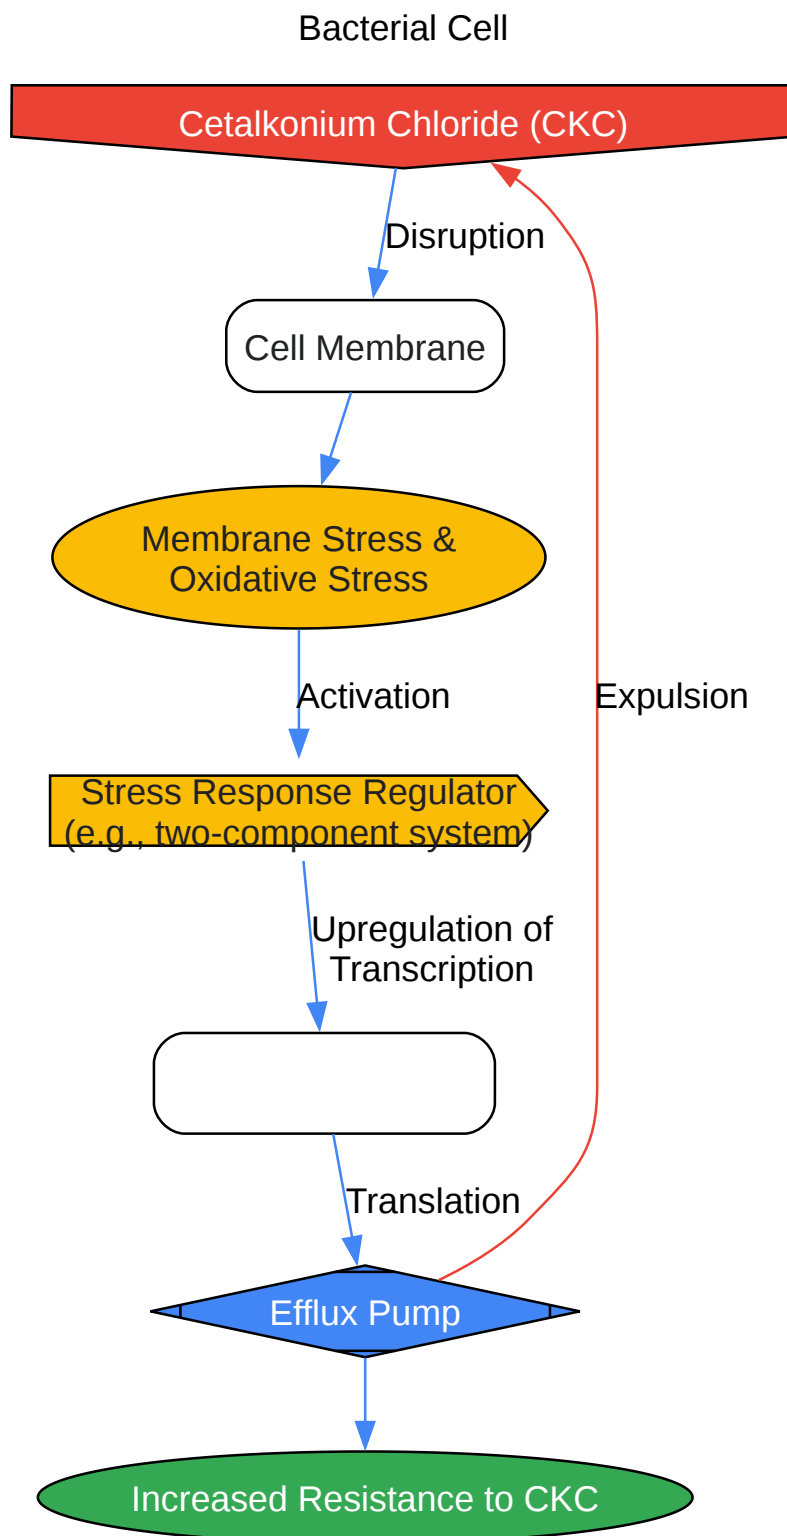 Bacterial Cell
Cetalkonium Chloride (CKC)
Disruption
Cell Membrane
Membrane Stress &
Oxidative Stress
Activation
Expulsion
Stress Response Regulator
(e.g., two-component system)
Upregulation of
Transcription
Translation
Efflux Pump
Increased Resistance to CKC